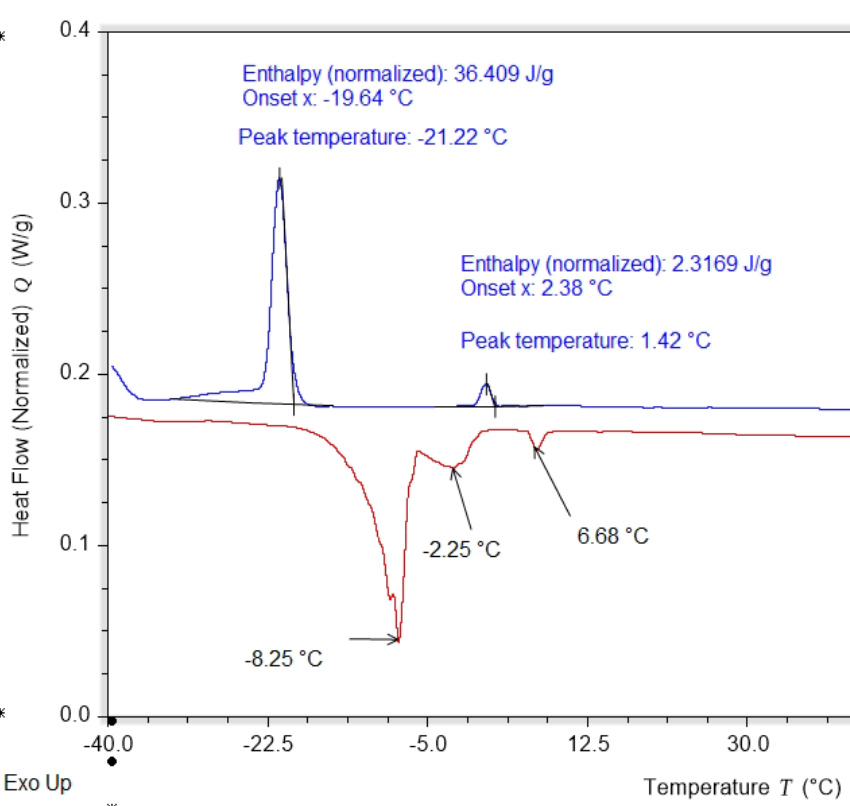 0.4
Enthalpy (normalized): 36.409 J/g
Onset x: -19.64 °C
Peak temperature: -21.22 °C
0.3
Enthalpy (normalized): 2.3169 J/g
Onset x: 2.38 °C
Peak temperature: 1.42 °C
Heat Flow (Normalized) Q (W/g)
0.2
0.1
-2.25 °C
6.68 °C
-8.25 °C
0.0
-40.0 -22.5 -5.0 12.5 30.0
Exo Up
Temperature T (°C)